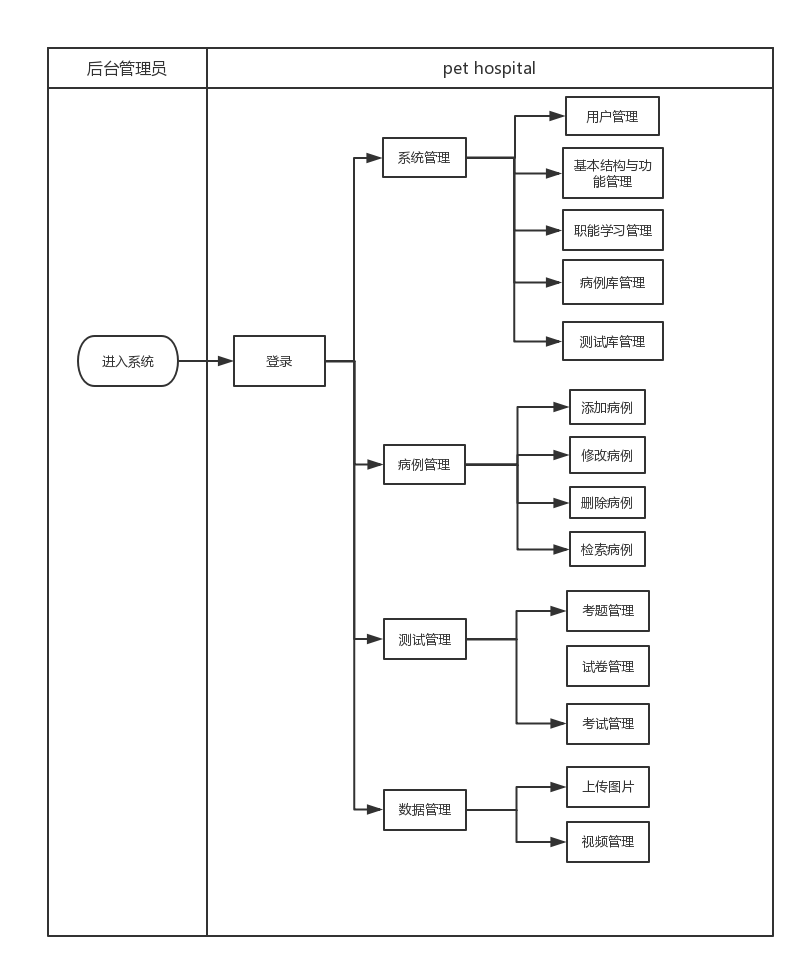 后台管理员
pet hospital
用户管理
系统管理
基本结构与功
能管理
职能学习管理
病例库管理
测试库管理
进入系统
登录
添加病例
修改病例
病例管理
删除病例
检索病例
考题管理
测试管理
试卷管理
考试管理
上传图片
数据管理
视频管理